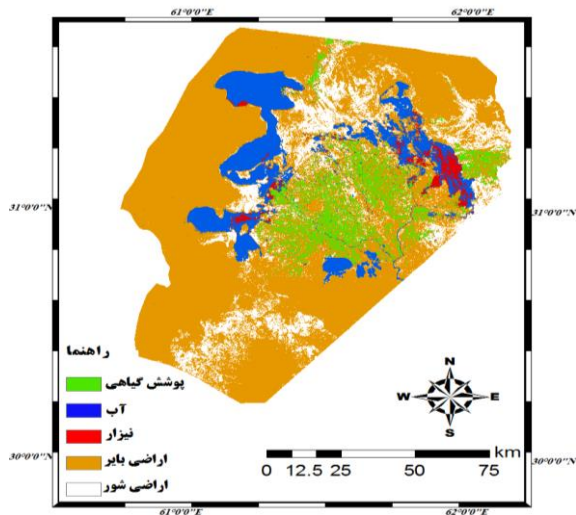 61°0'0"E 62°0'0"E
31°0'0"N 31°0'0"N
راهنما
پوشش گیاهی
آب
نیزار
اراضی بایر
اراضی شور
N
W E
S
km
0 12.5 25 50 75
30°0'0"N 30°0'0"N
61°0'0"E 62°0'0"E